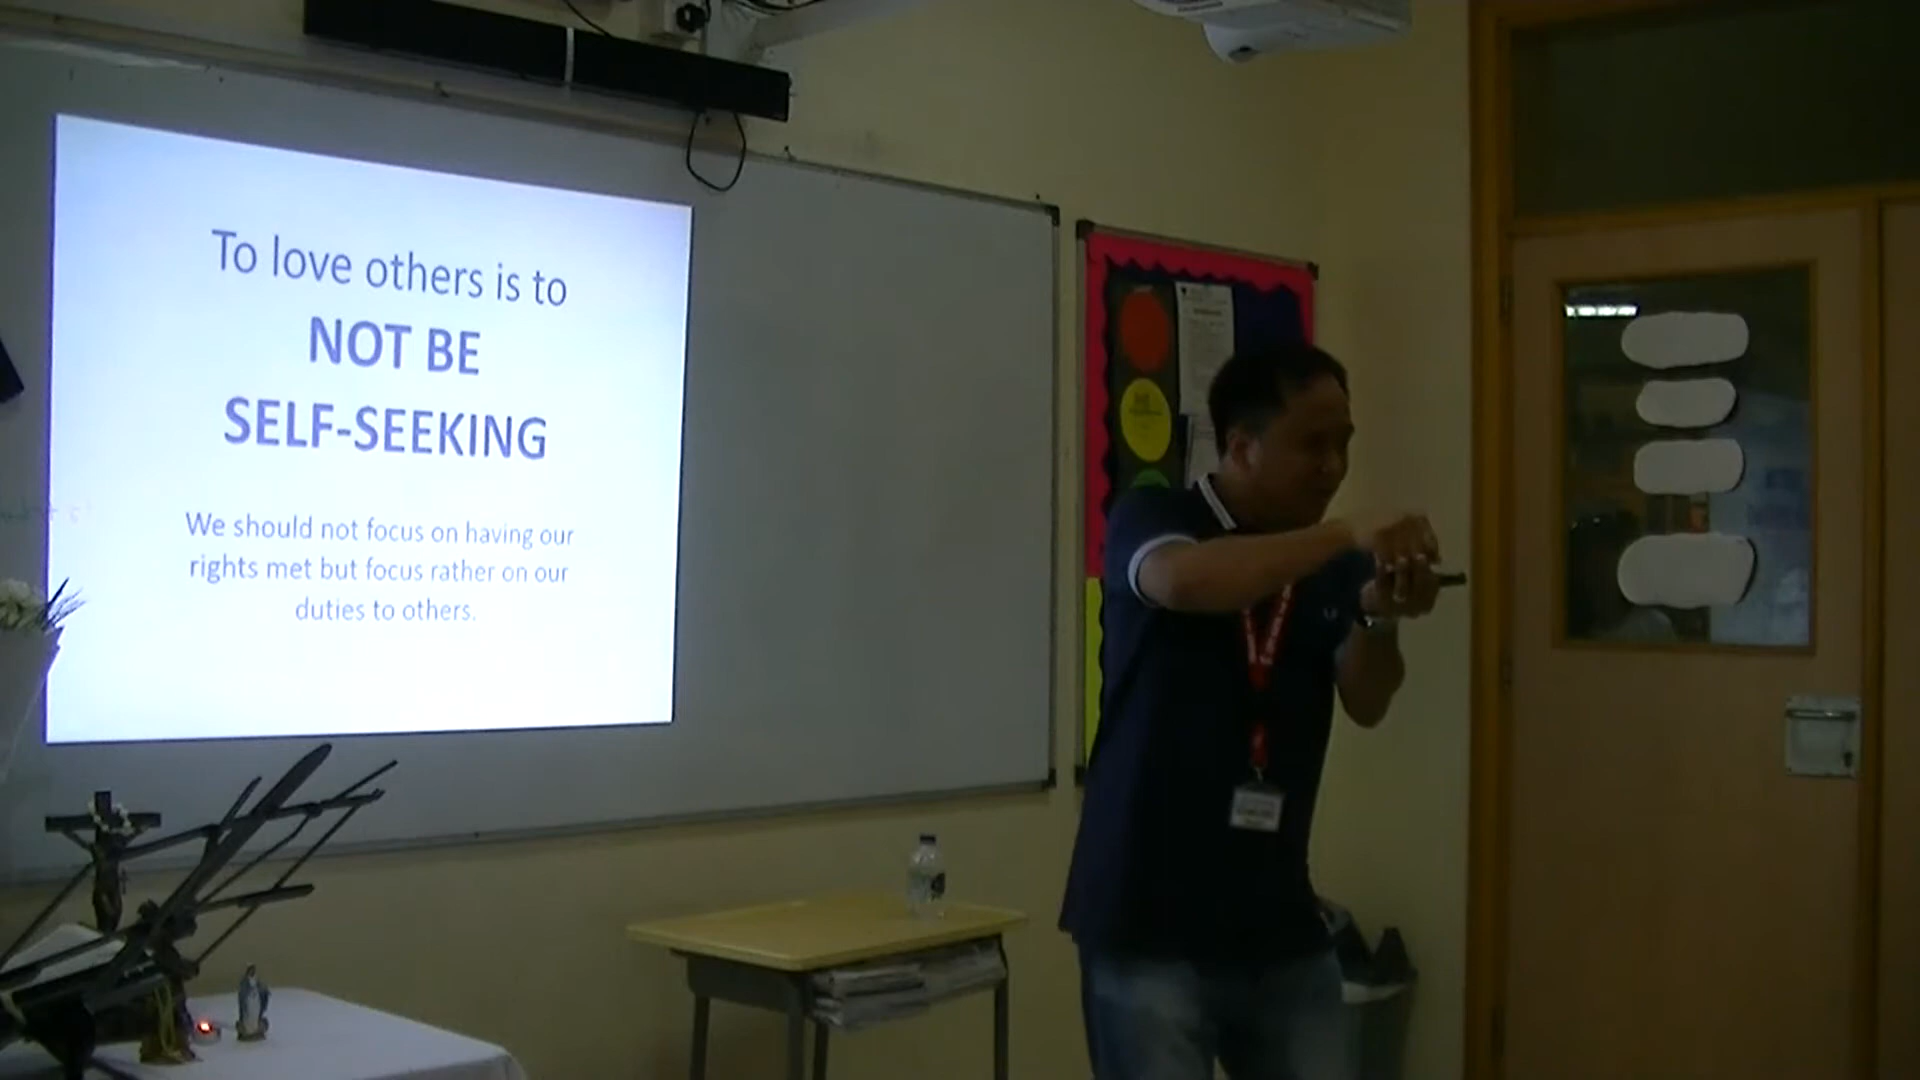 To love others is to
NOT BE
SELF-SEEKING
We should not focus on having our
rights met but focus rather on our
duties to others.